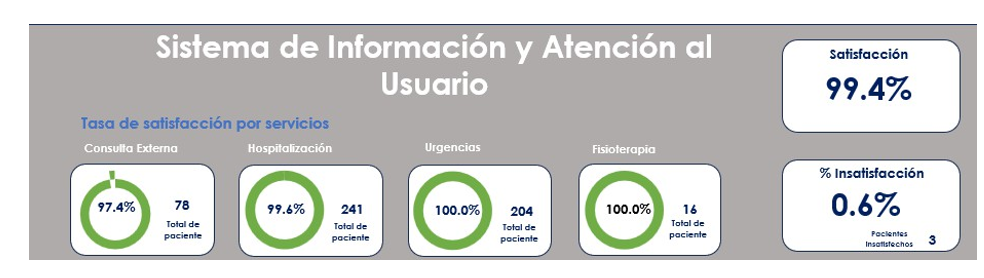 Sistema de Información y Atención al
Usuario
Tasa de satisfacción por servicios
Consulta Externa
97.4%
78
Total de
paciente
Hospitalización
99.6%
241
Total de
paciente
Urgencias
100.0%
204
Total de
paciente
Fisioterapia
100.0%
16
Total de
paciente
Satisfacción
99.4%
% Insatisfacción
0.6%
Pacientes
Insatistechos
3